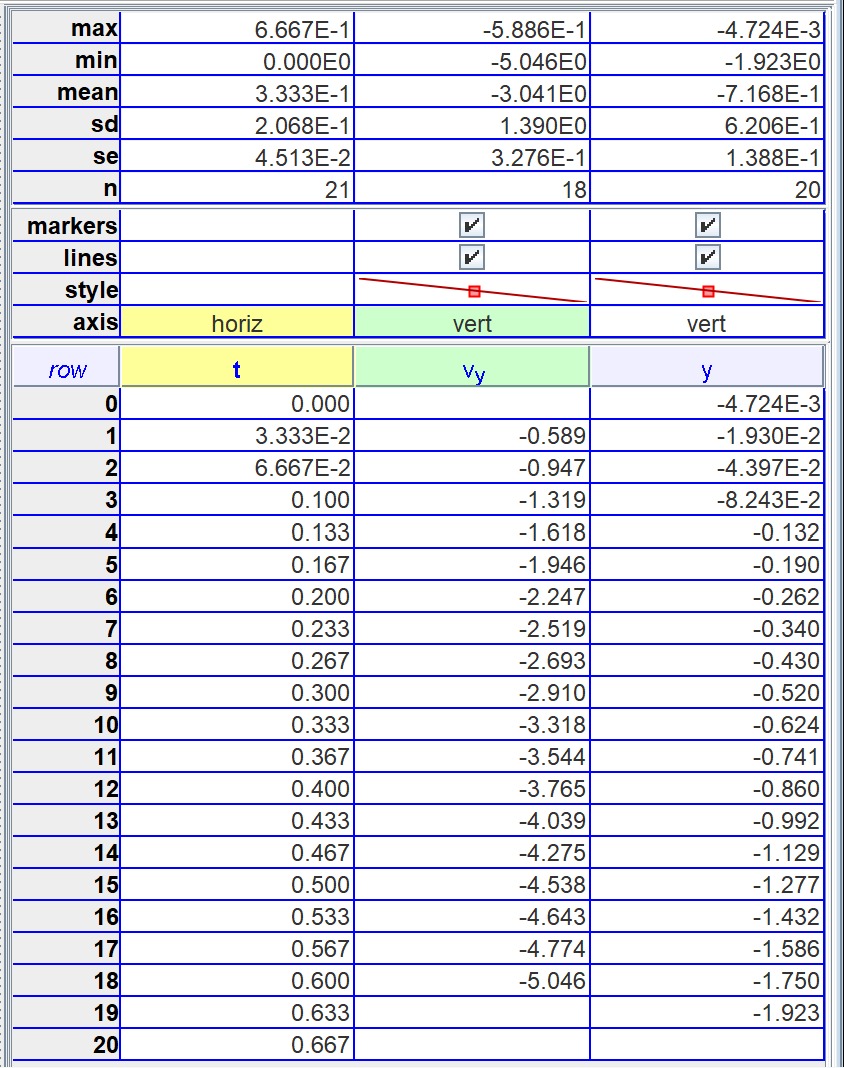 max 6.667E-1 -5.886E-1 -4.724E-3
min 0.000E0 -5.046E0 -1.923E0
mean 3.333E-1 -3.041E0 -7.168E-1
sd 2.068E-1 1.390E0 6.206E-1
se 4.513E-2 3.276E-1 1.388E-1
n 21 18 20
markers
lines
style
axis horiz vert vert
row t vy y
0 0.000 -4.724E-3
1 3.333E-2 -0.589 -1.930E-2
2 6.667E-2 -0.947 -4.397E-2
3 0.100 -1.319 -8.243E-2
4 0.133 -1.618 -0.132
5 0.167 -1.946 -0.190
6 0.200 -2.247 -0.262
7 0.233 -2.519 -0.340
8 0.267 -2.693 -0.430
9 0.300 -2.910 -0.520
10 0.333 -3.318 -0.624
11 0.367 -3.544 -0.741
12 0.400 -3.765 -0.860
13 0.433 -4.039 -0.992
14 0.467 -4.275 -1.129
15 0.500 -4.538 -1.277
16 0.533 -4.643 -1.432
17 0.567 -4.774 -1.586
18 0.600 -5.046 -1.750
19 0.633 -1.923
20 0.667